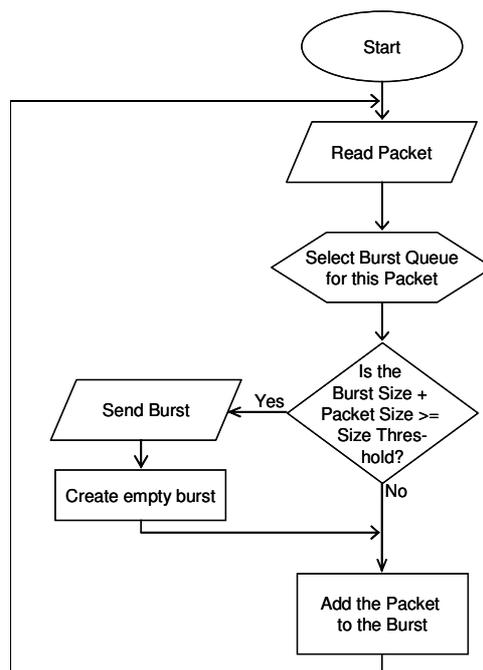 Start
Read Packet
Select Burst Queue
for this Packet
Is the
Burst Size +
Packet Size >=
Size Thres-
hold?
Yes
Send Burst
Create empty burst
No
Add the Packet
to the Burst